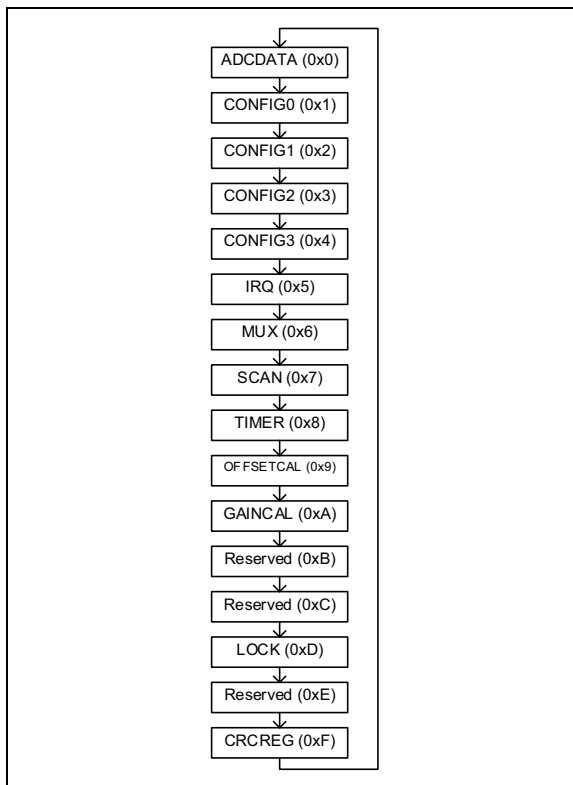 ADCDATA (0x0)
CONFIG0 (0x1)
CONFIG1 (0x2)
CONFIG2 (0x3)
CONFIG3 (0x4)
IRQ (0x5)
MUX (0x6)
SCAN (0x7)
TIMER (0x8)
OFFSETCAL (0x9)
GAINCAL (0xA)
Reserved (0xB)
Reserved (0xC)
LOCK (0xD)
Reserved (0xE)
CRCREG (0xF)